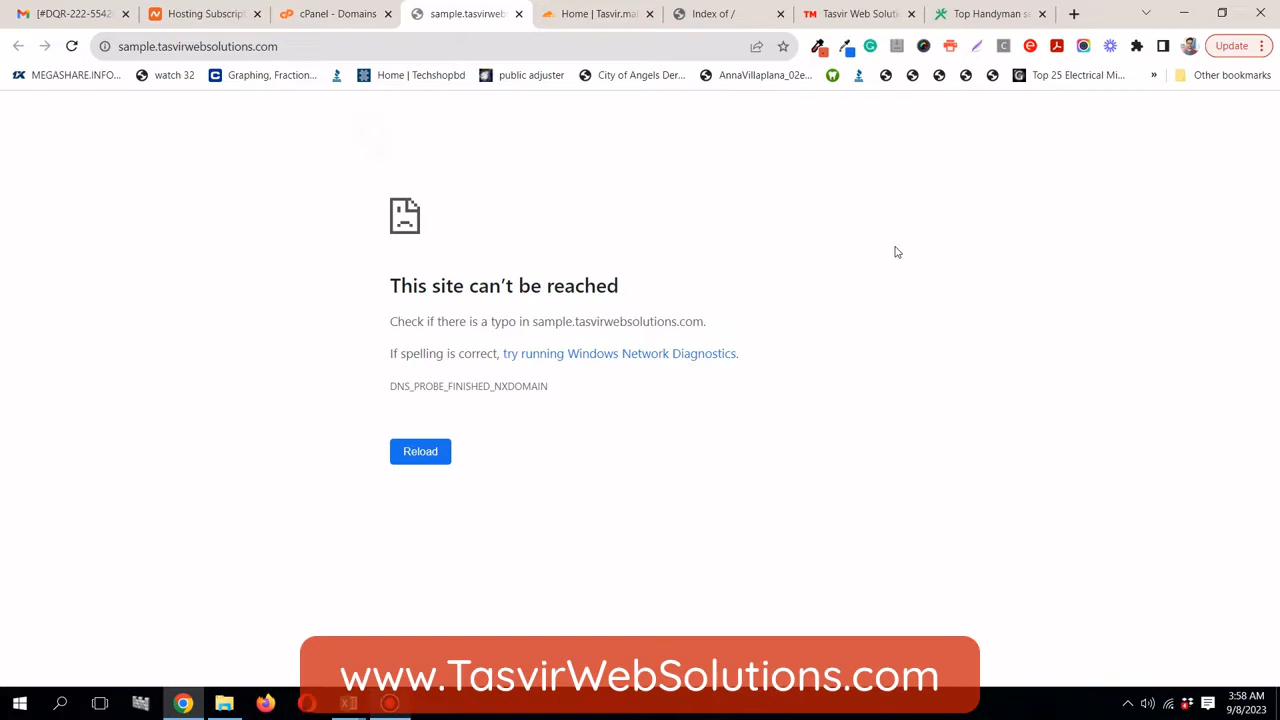 [#DQR-222-5542
Hosting Subscript
cPanel - Domains
sample.tasvirwebs
Home | Tasvir.ma
Index of /
Tasvir Web Soluti
Top Handyman se
sample.tasvirwebsolutions.com
Update
MEGASHARE.INFO...
watch 32
Graphing, Fraction...
Home | Techshopbd
public adjuster
City of Angels Der...
AnnaVillaplana_02e...
Top 25 Electrical Mi...
»
Other bookmarks
This site can't be reached
Check if there is a typo in sample.tasvirwebsolutions.com.
If spelling is correct, try running Windows Network Diagnostics.
DNS_PROBE_FINISHED_NXDOMAIN
Reload
www.TasvirWebSolutions.com
3:58 AM
9/8/2023